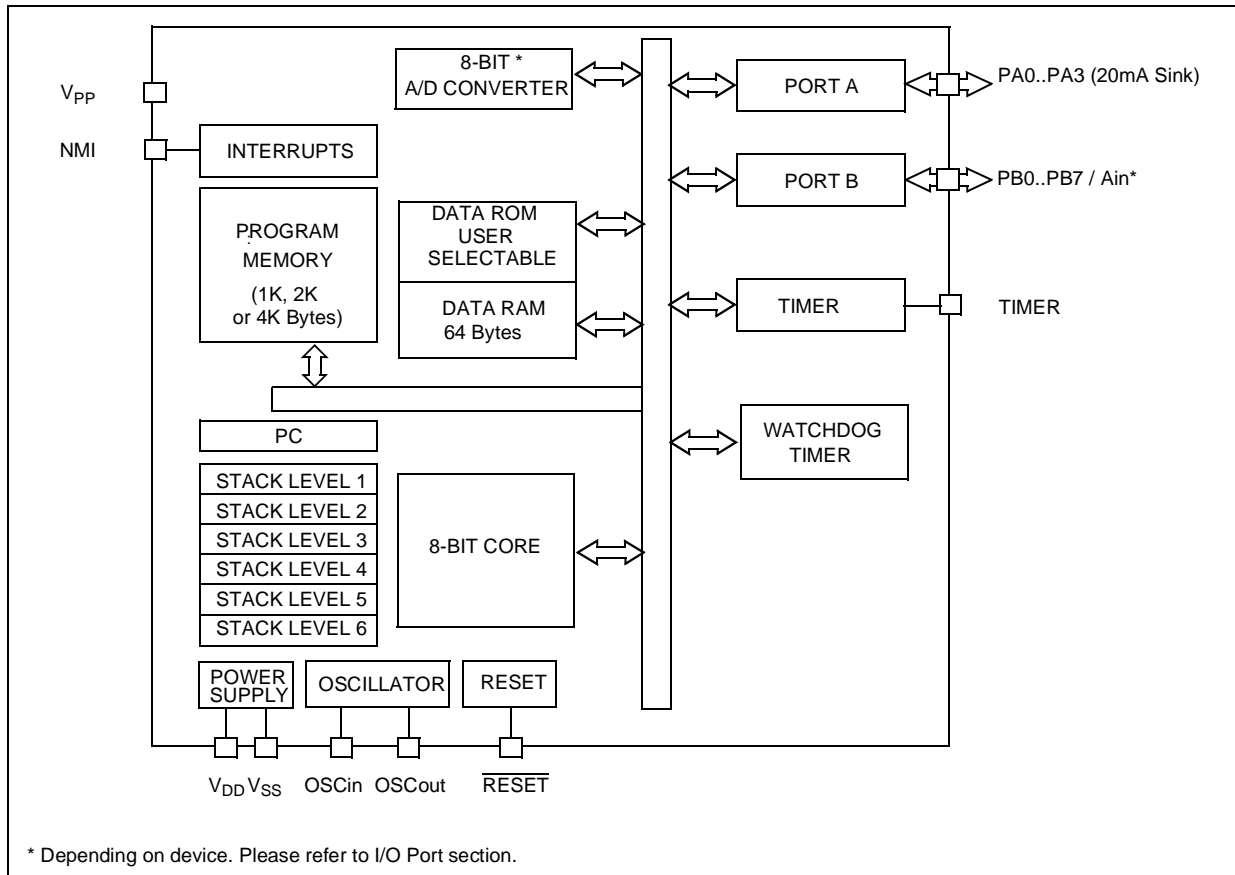 8-BIT *
A/D CONVERTER
PORT A
PA0..PA3 (20mA Sink)
VPP
NMI
INTERRUPTS
PORT B
PB0..PB7 / Ain*
PROGRAM
MEMORY
(1K, 2K
or 4K Bytes)
DATA ROM
USER
SELECTABLE
DATA RAM
64 Bytes
TIMER
TIMER
PC
WATCHDOG
TIMER
STACK LEVEL 1
STACK LEVEL 2
STACK LEVEL 3
STACK LEVEL 4
STACK LEVEL 5
STACK LEVEL 6
8-BIT CORE
POWER
SUPPLY
OSCILLATOR
RESET
VDD VSS OSCin OSCout RESET
* Depending on device. Please refer to I/O Port section.